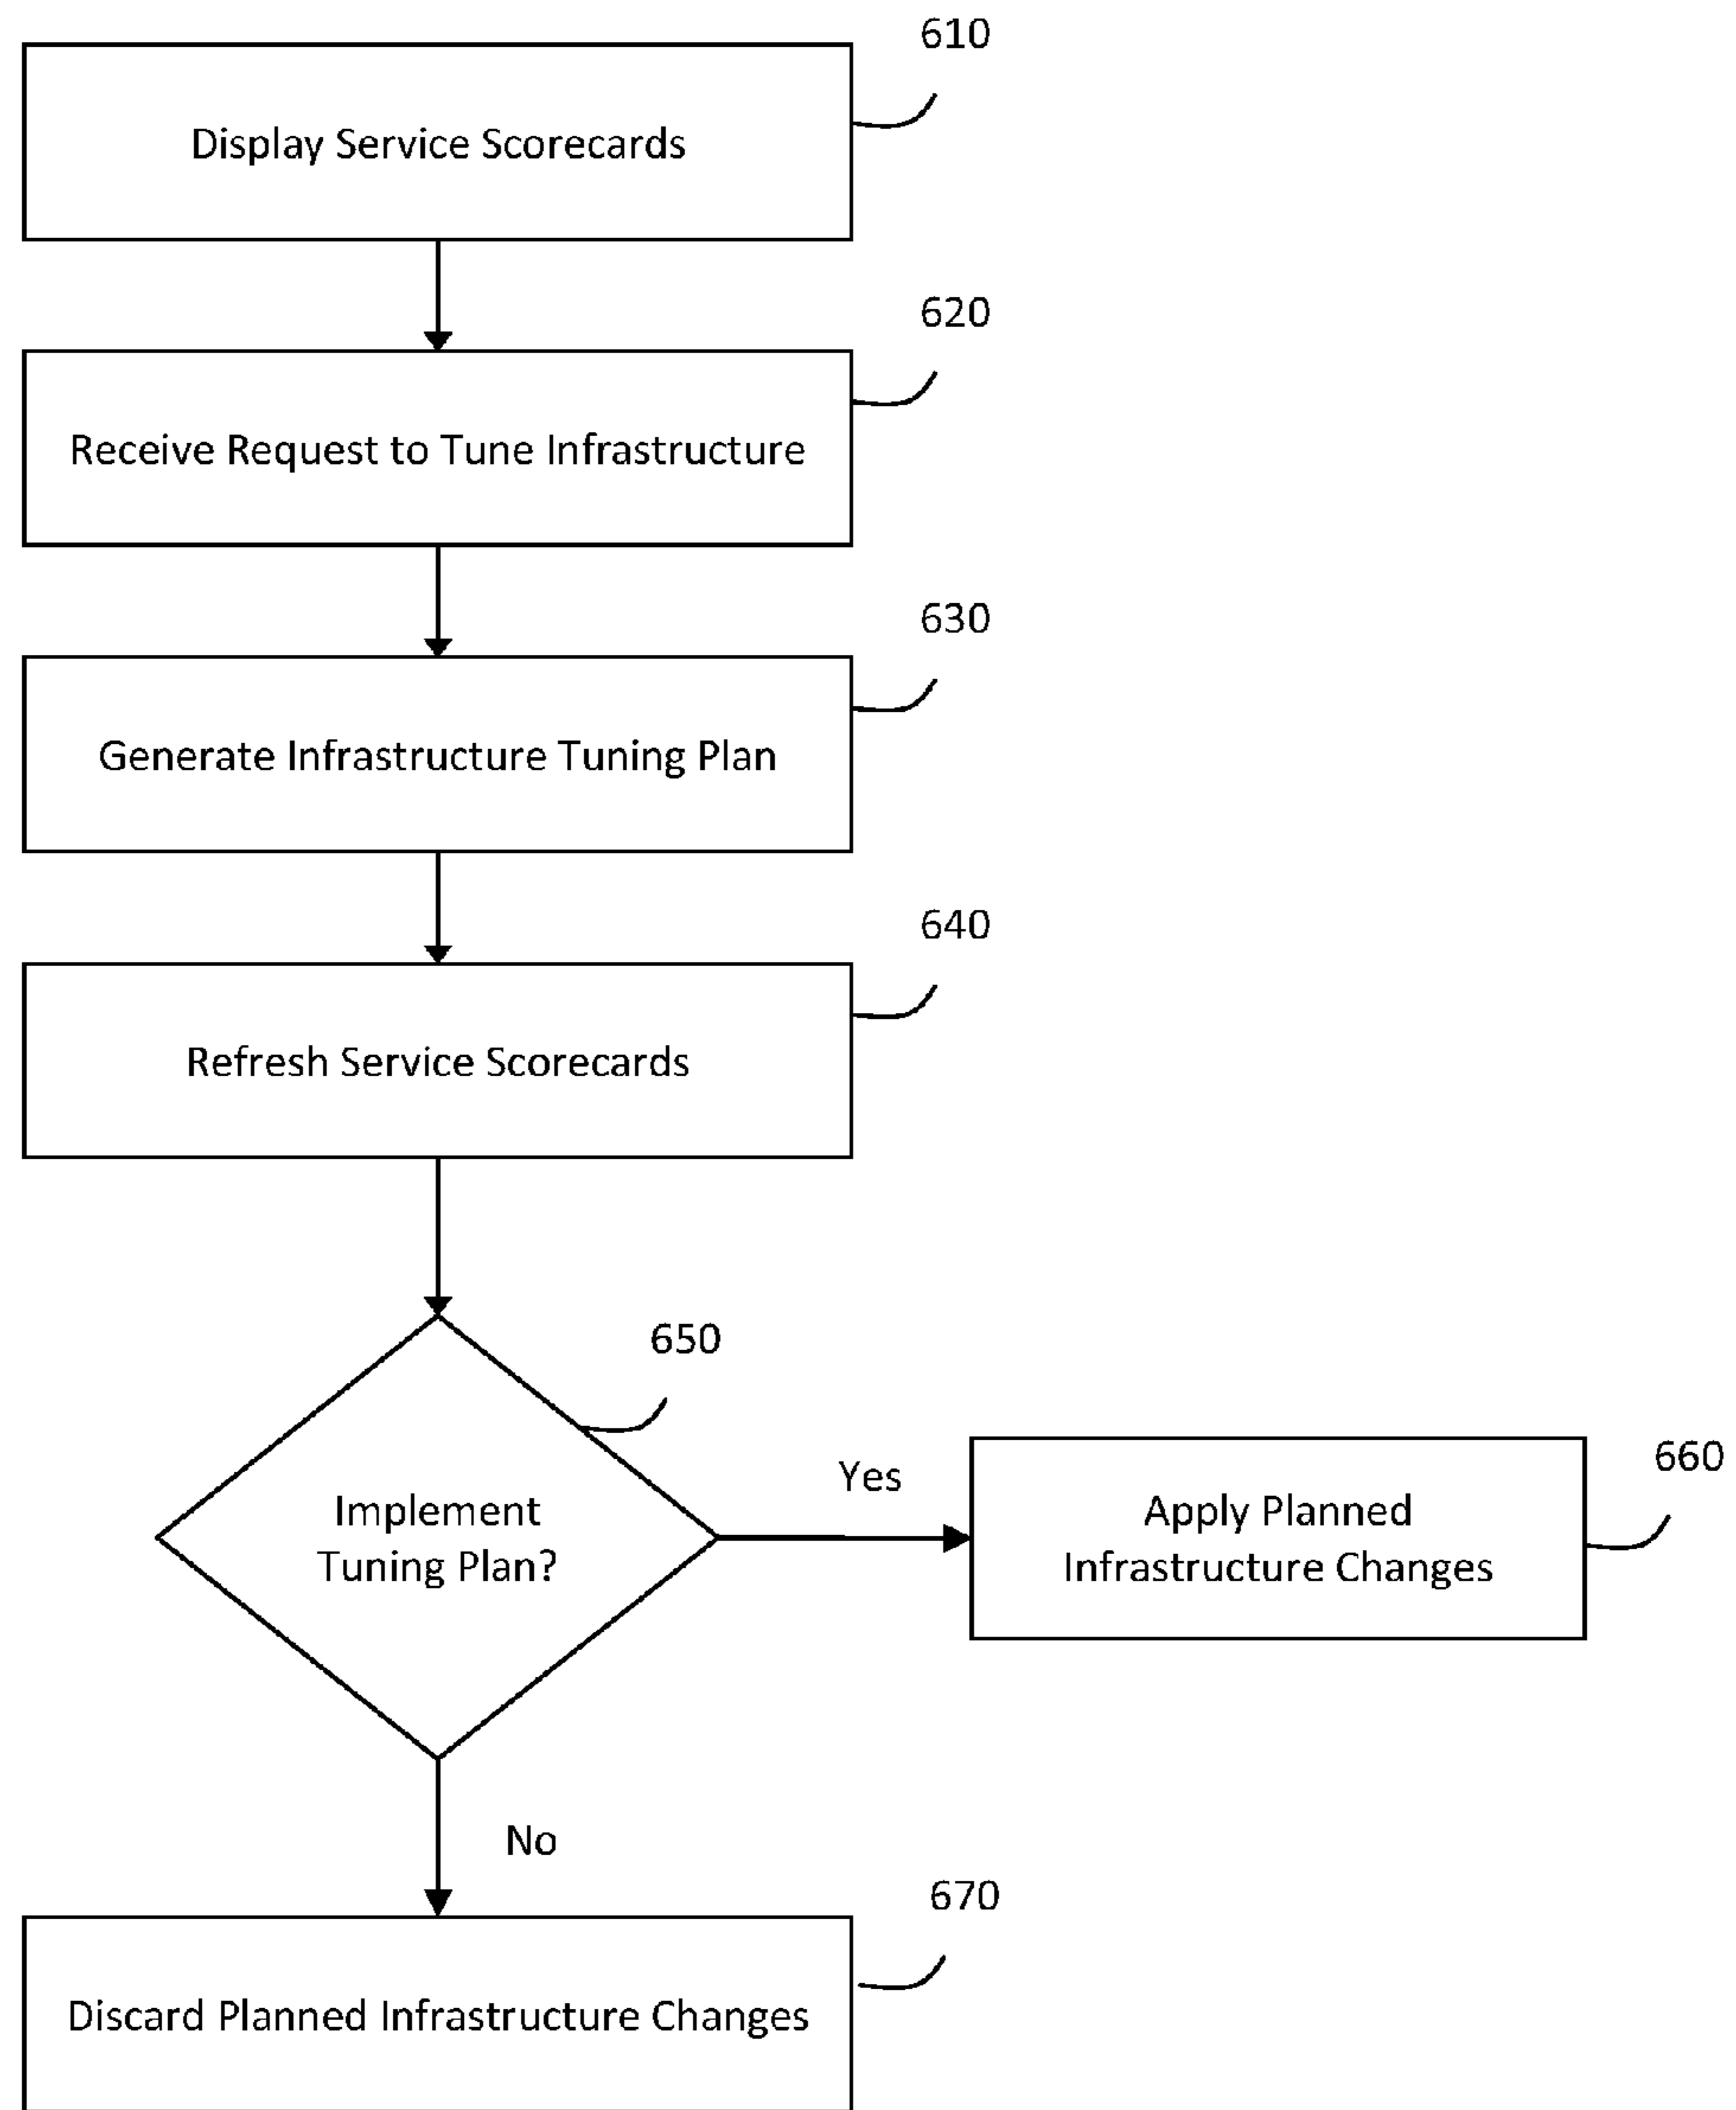 610
Display Service Scorecards
620
Receive Request to Tune Infrastructure
630
Generate Infrastructure Tuning Plan
640
Refresh Service Scorecards
650
Implement
Tuning Plan?
Yes
660
Apply Planned
Infrastructure Changes
No
670
Discard Planned Infrastructure Changes